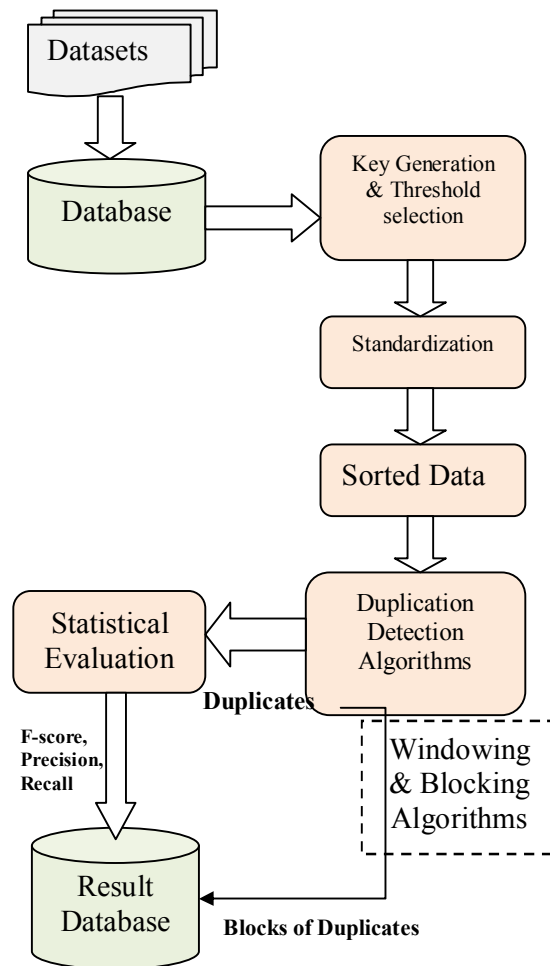 Datasets
Database
Key Generation
& Threshold
selection
Standardization
Sorted Data
Duplication
Detection
Algorithms
Statistical
Evaluation
Duplicates
Windowing
& Blocking
Algorithms
F-score,
Precision,
Recall
Result
Database
Blocks of Duplicates